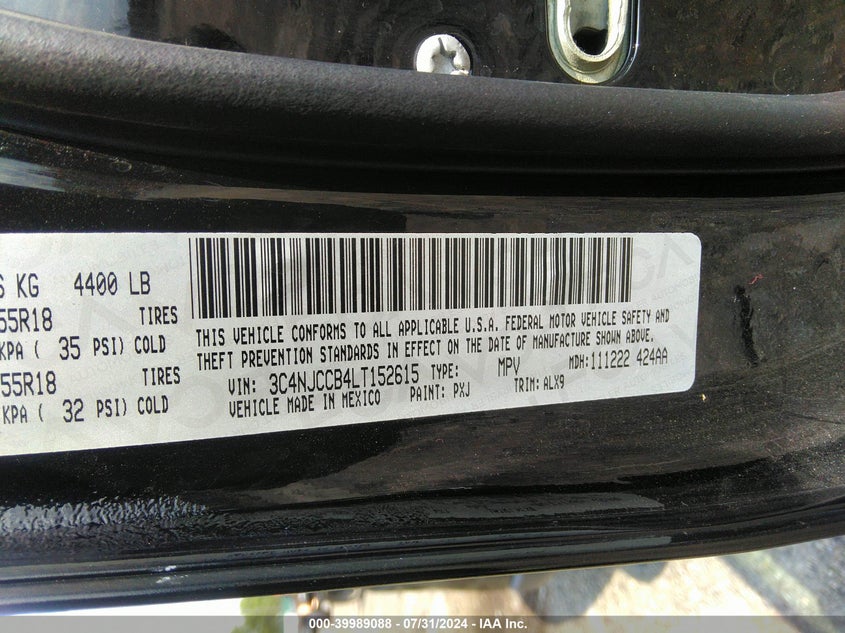 S KG 4400 LB
55R18 TIRES
KPA ( 35 PSI) COLD
55R18 TIRES
KPA ( 32 PSI) COLD
THIS VEHICLE CONFORMS TO ALL APPLICABLE U.S.A. FEDERAL MOTOR VEHICLE SAFETY AND
THEFT PREVENTION STANDARDS IN EFFECT ON THE DATE OF MANUFACTURE SHOWN ABOVE.
VIN: 3C4NJCCB4LT152615 TYPE: MPV MDH:111222 424AA
VEHICLE MADE IN MEXICO PAINT: PXJ TRIM: ALX9
000-39989088 - 07/31/2024 - IAA Inc.